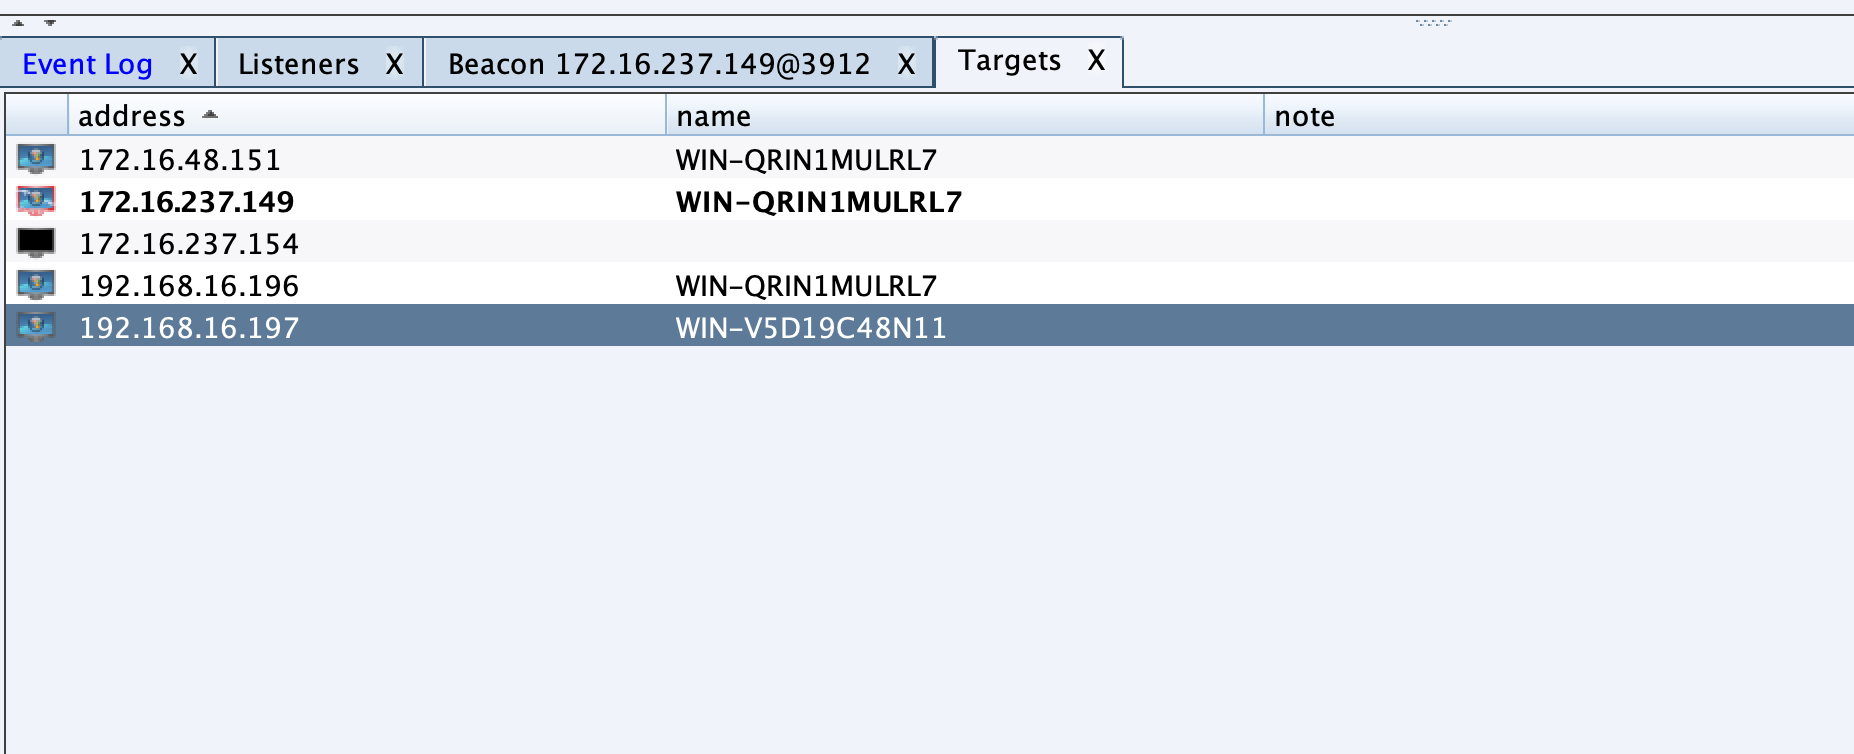 Event Log X Listeners X Beacon 172.16.237.149@3912 X Targets X
address name note
172.16.48.151 WIN-QRIN1MULRL7
172.16.237.149 WIN-QRIN1MULRL7
172.16.237.154
192.168.16.196 WIN-QRIN1MULRL7
192.168.16.197 WIN-V5D19C48N11